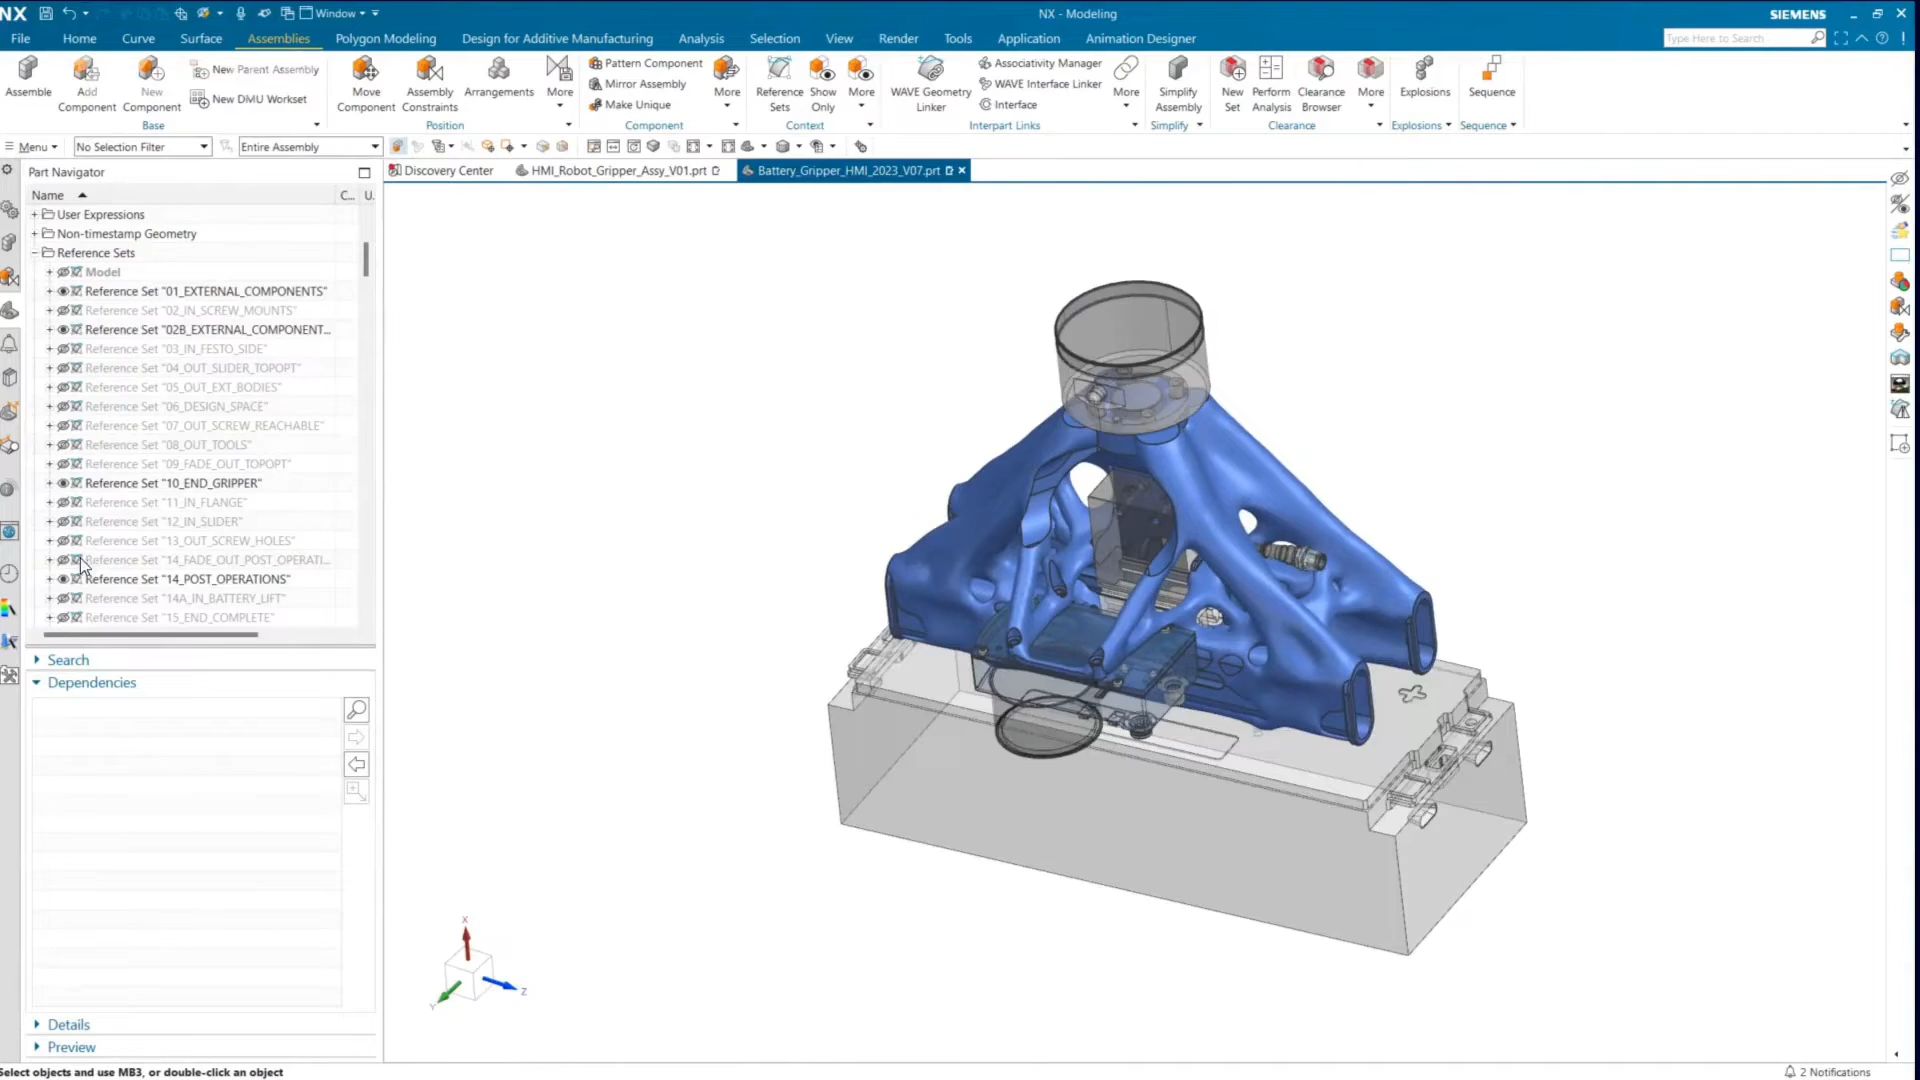 NX
Window
NX - Modeling
SIEMENS
File
Home
Curve
Surface
Assemblies
Polygon Modeling
Design for Additive Manufacturing
Analysis
Selection
View
Render
Tools
Application
Animation Designer
Type Here to Search
Assemble
Add Component
New Component
New Parent Assembly
New DMU Workset
Base
Move Component
Assembly Constraints
Arrangements
More
Position
Pattern Component
Mirror Assembly
Make Unique
More
Component
Reference Sets
Show Only
More
Context
WAVE Geometry Linker
Associativity Manager
WAVE Interface Linker
Interface
More
Interpart Links
Simplify Assembly
Simplify
New Set
Perform Analysis
Clearance Browser
More
Clearance
Explosions
Explosions
Sequence
Sequence
Menu
No Selection Filter
Entire Assembly
Part Navigator
Discovery Center
HMI_Robot_Gripper_Assy_V01.prt
Battery_Gripper_HMI_2023_V07.prt
Name
C...
U.
User Expressions
Non-timestamp Geometry
Reference Sets
Model
Reference Set "01_EXTERNAL_COMPONENTS"
Reference Set "02_IN_SCREW_MOUNTS"
Reference Set "02B_EXTERNAL_COMPONENT...
Reference Set "03_IN_FESTO_SIDE"
Reference Set "04_OUT_SLIDER_TOPOPT"
Reference Set "05_OUT_EXT_BODIES"
Reference Set "06_DESIGN_SPACE"
Reference Set "07_OUT_SCREW_REACHABLE"
Reference Set "08_OUT_TOOLS"
Reference Set "09_FADE_OUT_TOPOPT"
Reference Set "10_END_GRIPPER"
Reference Set "11_IN_FLANGE"
Reference Set "12_IN_SLIDER"
Reference Set "13_OUT_SCREW_HOLES"
Reference Set "14_FADE_OUT_POST_OPERATI...
Reference Set "14_POST_OPERATIONS"
Reference Set "14A_IN_BATTERY_LIFT"
Reference Set "15_END_COMPLETE"
Search
Dependencies
Details
Preview
X
Y
Z
Select objects and use MB3, or double-click an object
2 Notifications